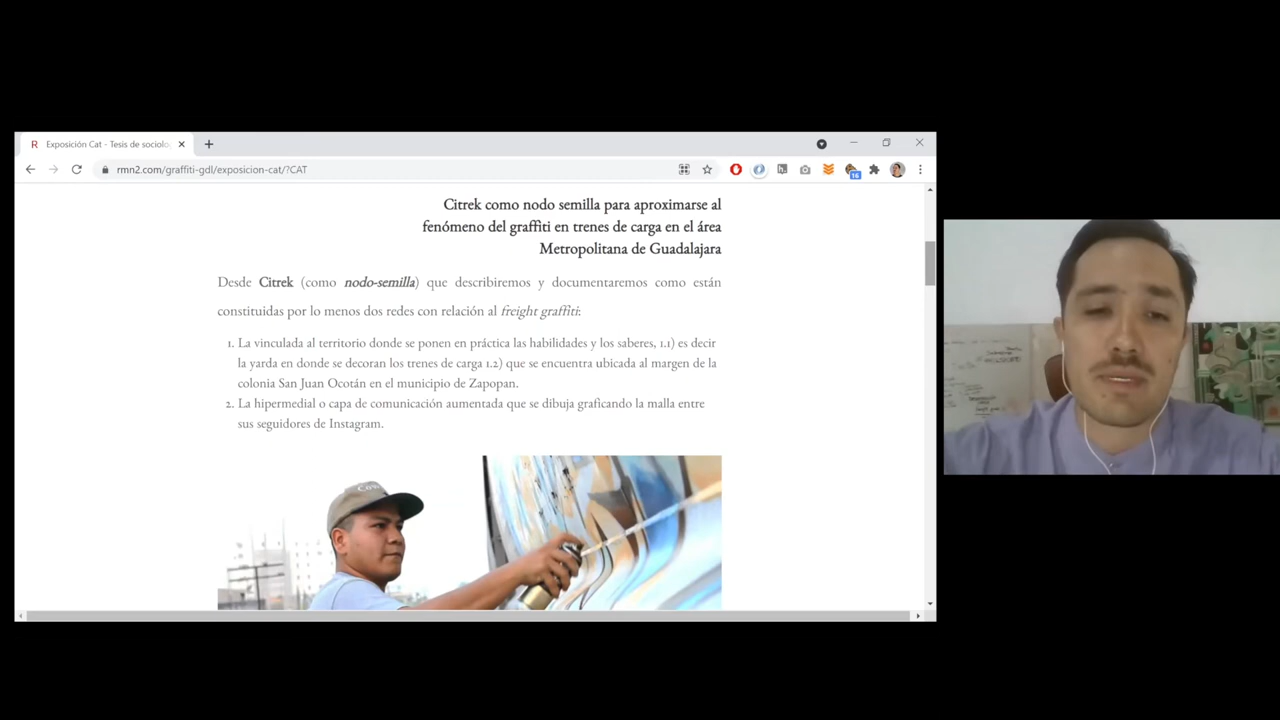 Exposición Cat - Tesis de sociolo
rmn2.com/graffiti-gdl/exposicion-cat/?CAT
16
Citrek como nodo semilla para aproximarse al
fenómeno del graffiti en trenes de carga en el área
Metropolitana de Guadalajara
Desde Citrek (como nodo-semilla) que describiremos y documentaremos como están
constituidas por lo menos dos redes con relación al freight graffiti:
1. La vinculada al territorio donde se ponen en práctica las habilidades y los saberes, 1.1) es decir
la yarda en donde se decoran los trenes de carga 1.2) que se encuentra ubicada al margen de la
colonia San Juan Ocotán en el municipio de Zapopan.
2. La hipermedial o capa de comunicación aumentada que se dibuja graficando la malla entre
sus seguidores de Instagram.